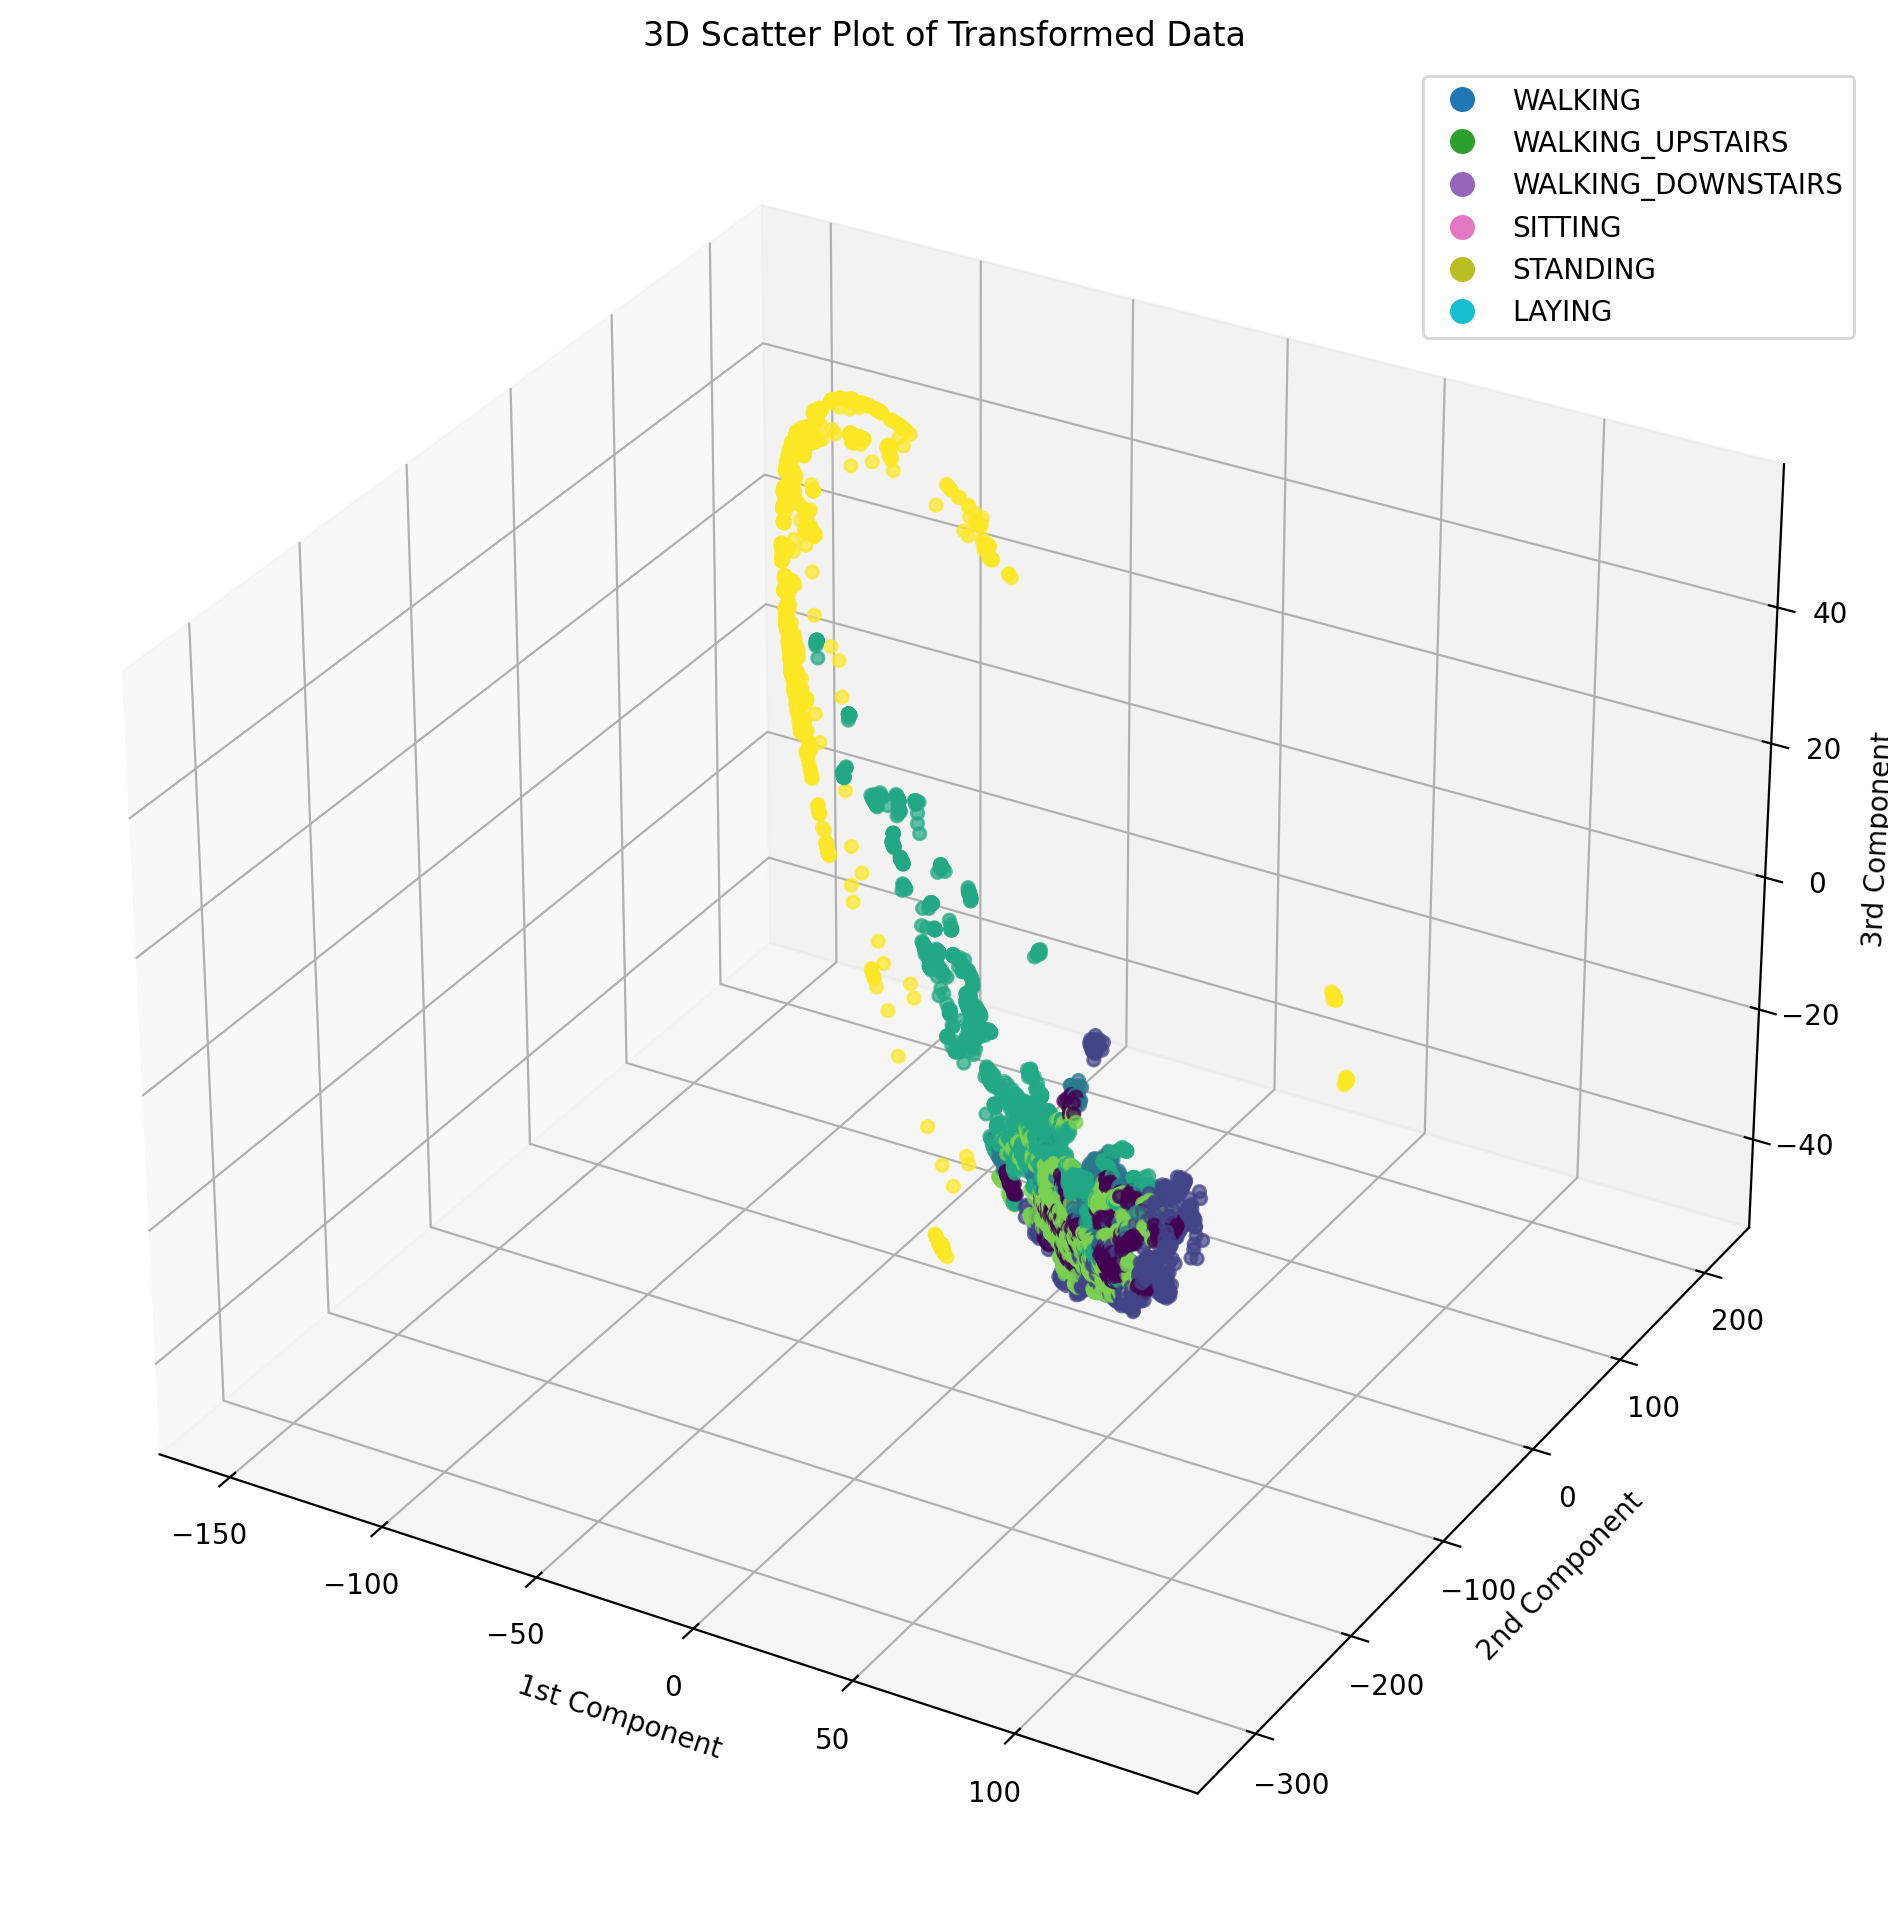 3D Scatter Plot of Transformed Data
WALKING
WALKING_UPSTAIRS
WALKING_DOWNSTAIRS
SITTING
STANDING
LAYING
40
20
0
−20
−40
3rd Component
200
100
0
−100
−200
−300
2nd Component
−150
−100
−50
0
50
100
1st Component